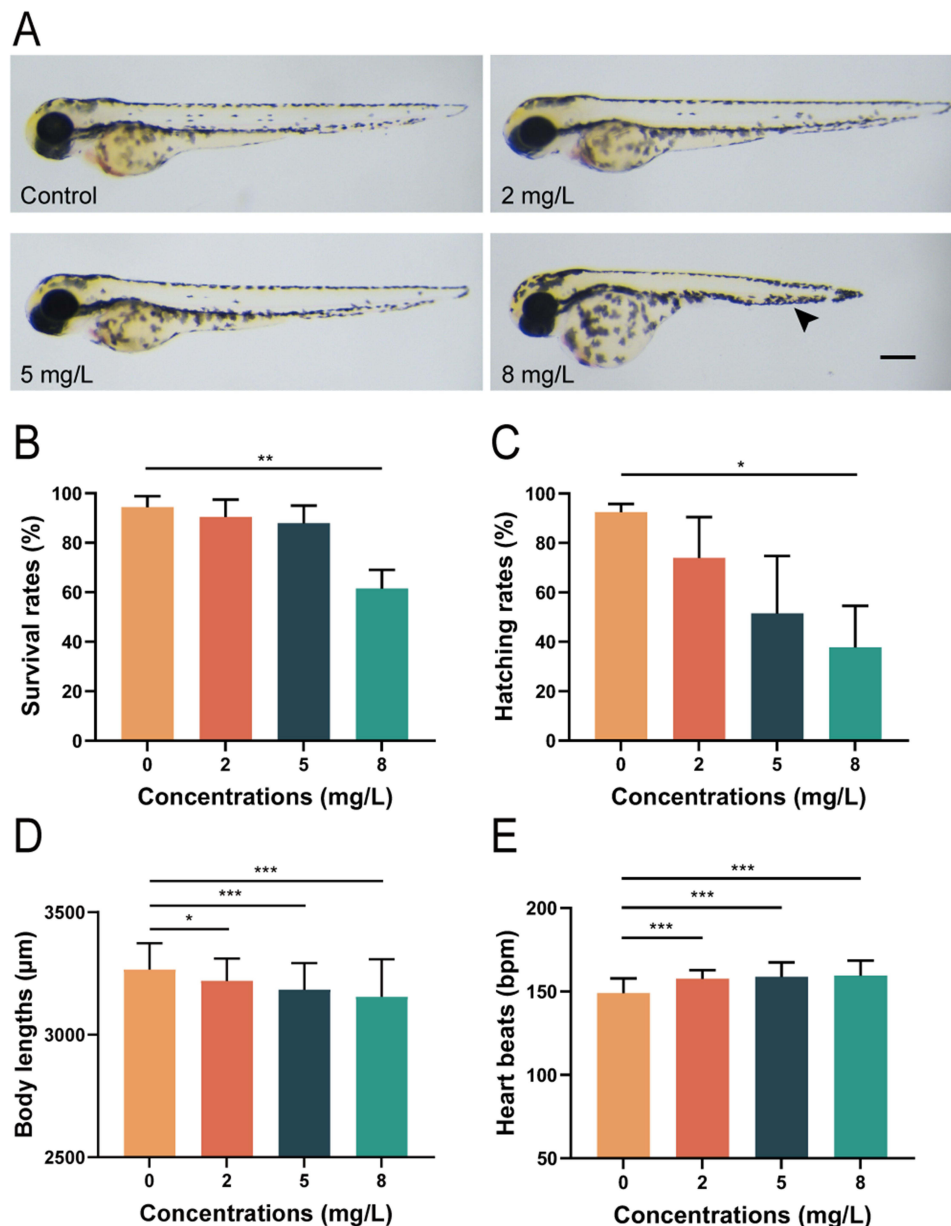 A
Control
2 mg/L
5 mg/L
8 mg/L
B
**
Survival rates (%)
100
80
60
40
20
0
0 2 5 8
Concentrations (mg/L)
C
*
Hatching rates (%)
100
80
60
40
20
0
0 2 5 8
Concentrations (mg/L)
D
***
***
*
Body lengths (µm)
3500
3000
2500
0 2 5 8
Concentrations (mg/L)
E
***
***
***
Heart beats (bpm)
200
150
100
50
0 2 5 8
Concentrations (mg/L)